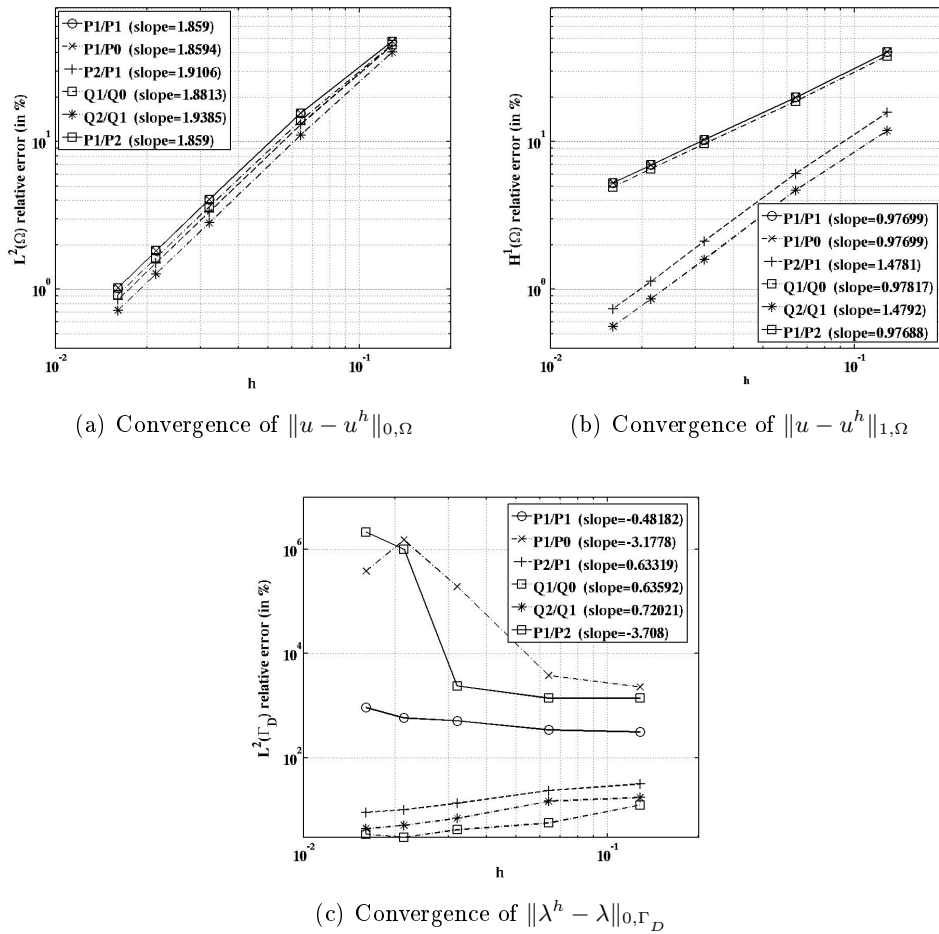 P1/P1 (slope=1.859)
P1/P0 (slope=1.8594)
P2/P1 (slope=1.9106)
Q1/Q0 (slope=1.8813)
Q2/Q1 (slope=1.9385)
P1/P2 (slope=1.859)
L²(Ω) relative error (in %)
10¹
10⁰
10⁻²
10⁻¹
h
(a) Convergence of ‖u − uʰ‖₀,Ω
P1/P1 (slope=0.97699)
P1/P0 (slope=0.97699)
P2/P1 (slope=1.4781)
Q1/Q0 (slope=0.97817)
Q2/Q1 (slope=1.4792)
P1/P2 (slope=0.97688)
H¹(Ω) relative error (in %)
10¹
10⁰
10⁻²
10⁻¹
h
(b) Convergence of ‖u − uʰ‖₁,Ω
P1/P1 (slope=-0.48182)
P1/P0 (slope=-3.1778)
P2/P1 (slope=0.63319)
Q1/Q0 (slope=0.63592)
Q2/Q1 (slope=0.72021)
P1/P2 (slope=-3.708)
L²(Γ_D) relative error (in %)
10⁶
10⁴
10²
10⁻²
10⁻¹
h
(c) Convergence of ‖λʰ − λ‖₀,Γ_D